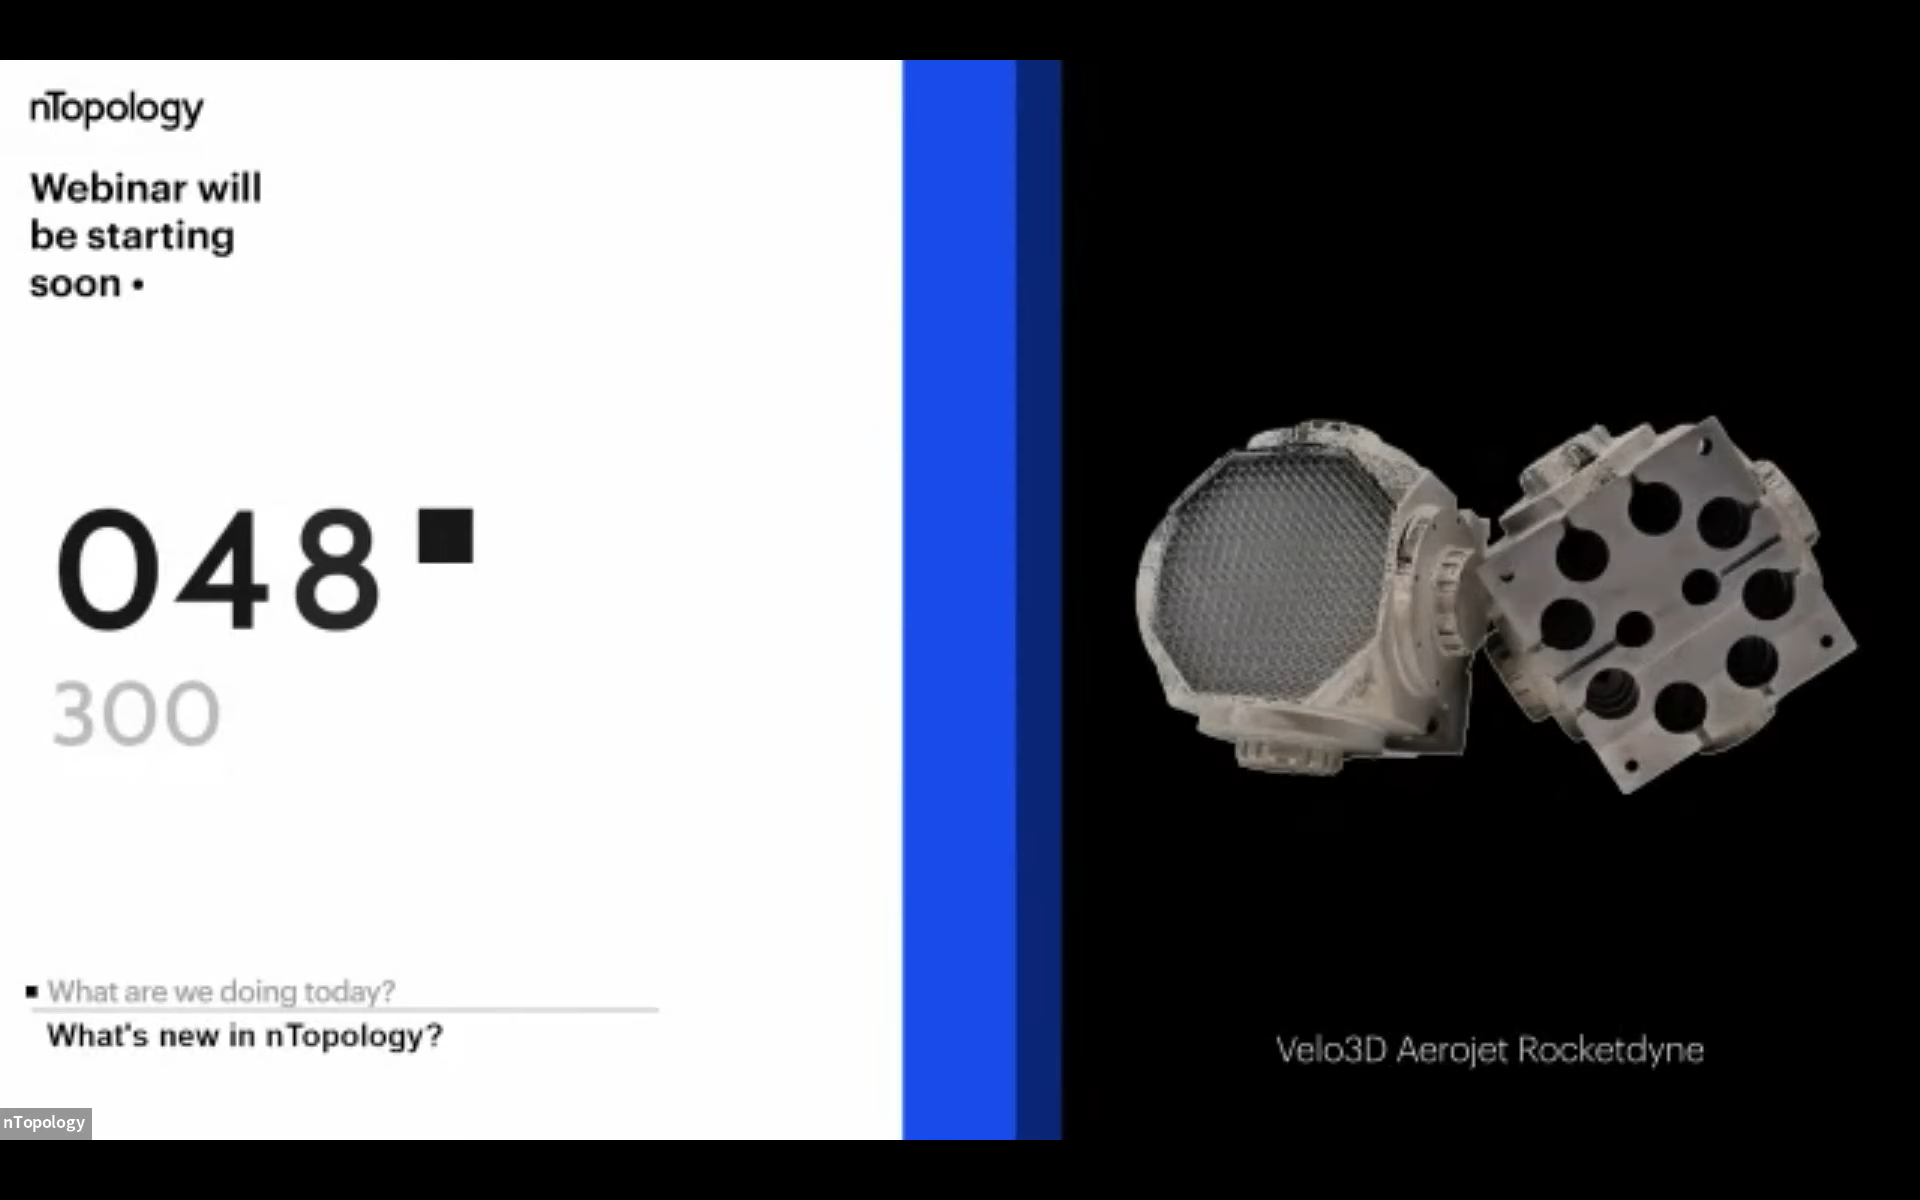 nTopology
Webinar will
be starting
soon •
048
300
What are we doing today?
What's new in nTopology?
Velo3D Aerojet Rocketdyne
nTopology